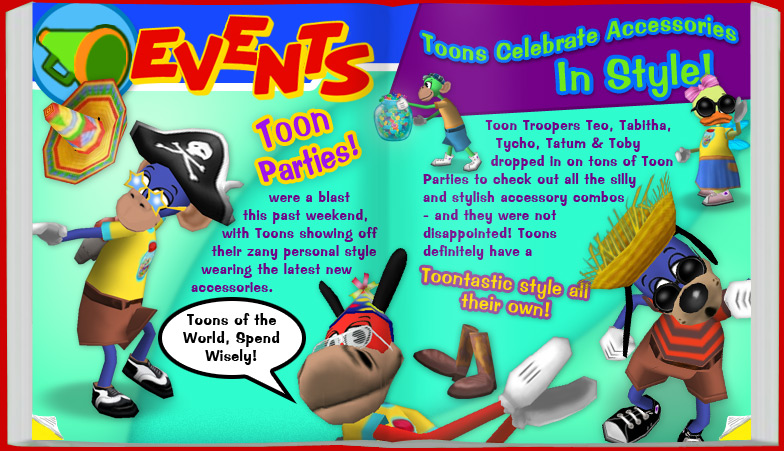 EVENTS
Toon
Parties!
were a blast
this past weekend,
with Toons showing off
their zany personal style
wearing the latest new
accessories.
Toons of the
World, Spend
Wisely!
Toons Celebrate Accessories
In Style!
Toon Troopers Teo, Tabitha,
Tycho, Tatum & Toby
dropped in on tons of Toon
Parties to check out all the silly
and stylish accessory combos
- and they were not
disappointed! Toons
definitely have a
Toontastic style all
their own!